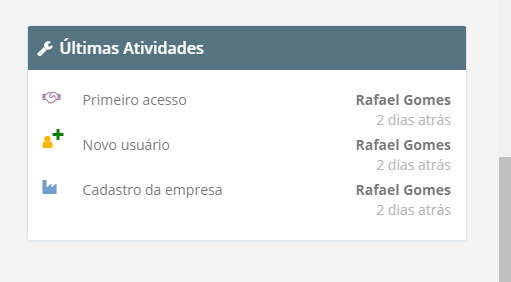 Últimas Atividades
Primeiro acesso Rafael Gomes
2 dias atrás
Novo usuário Rafael Gomes
2 dias atrás
Cadastro da empresa Rafael Gomes
2 dias atrás